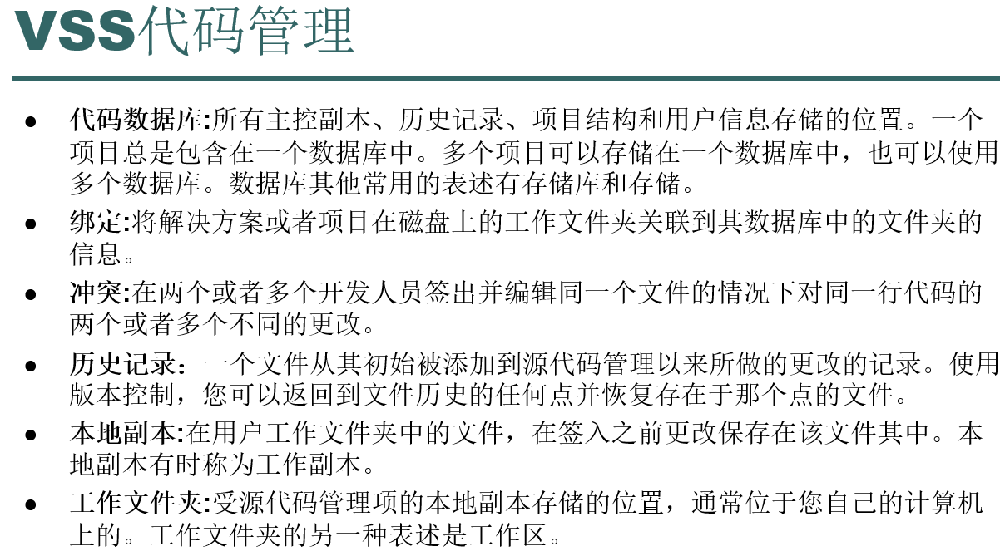 VSS代码管理
● 代码数据库:所有主控副本、历史记录、项目结构和用户信息存储的位置。一个
项目总是包含在一个数据库中。多个项目可以存储在一个数据库中，也可以使用
多个数据库。数据库其他常用的表述有存储库和存储。
● 绑定:将解决方案或者项目在磁盘上的工作文件夹关联到其数据库中的文件夹的
信息。
● 冲突:在两个或者多个开发人员签出并编辑同一个文件的情况下对同一行代码的
两个或者多个不同的更改。
● 历史记录：一个文件从其初始被添加到源代码管理以来所做的更改的记录。使用
版本控制，您可以返回到文件历史的任何点并恢复存在于那个点的文件。
● 本地副本:在用户工作文件夹中的文件，在签入之前更改保存在该文件其中。本
地副本有时称为工作副本。
● 工作文件夹:受源代码管理项的本地副本存储的位置，通常位于您自己的计算机
上的。工作文件夹的另一种表述是工作区。